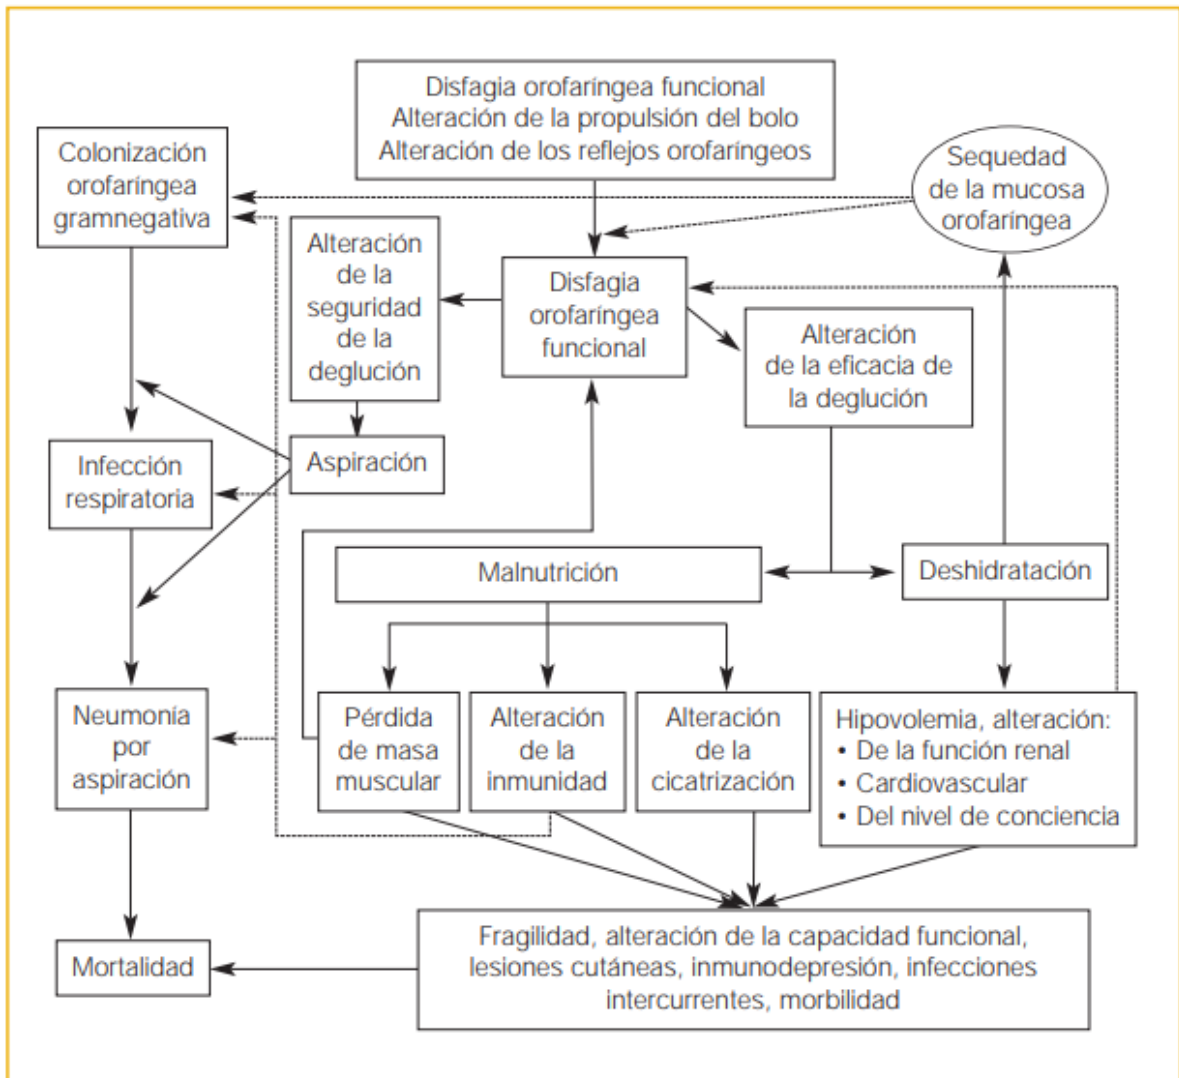 Disfagia orofaríngea funcional
Alteración de la propulsión del bolo
Alteración de los reflejos orofaríngeos
Colonización
orofaríngea
gramnegativa
Sequedad
de la mucosa
orofaríngea
Alteración
de la
seguridad
de la
deglución
Disfagia
orofaríngea
funcional
Alteración
de la eficacia de
la deglución
Infección
respiratoria
Aspiración
Malnutrición
Deshidratación
Neumonía
por
aspiración
Pérdida
de masa
muscular
Alteración
de la
inmunidad
Alteración
de la
cicatrización
Hipovolemia, alteración:
• De la función renal
• Cardiovascular
• Del nivel de conciencia
Mortalidad
Fragilidad, alteración de la capacidad funcional,
lesiones cutáneas, inmunodepresión, infecciones
intercurrentes, morbilidad